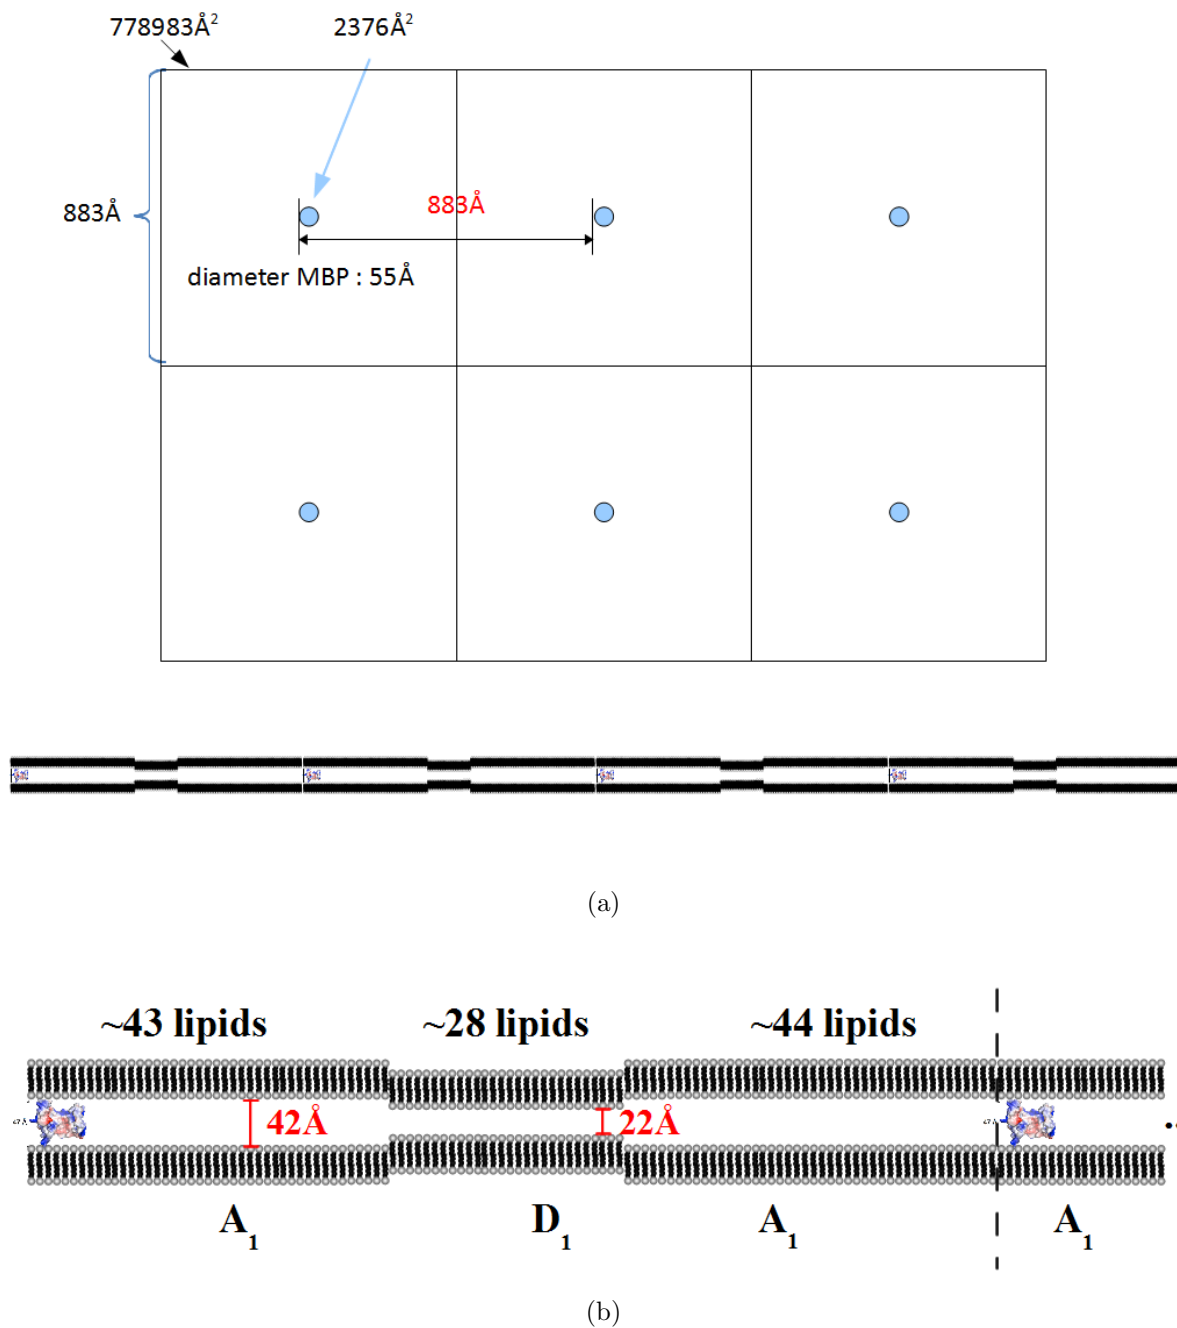 778983Å²
2376Å²
883Å
883Å
diameter MBP : 55Å
(a)
~43 lipids
~28 lipids
~44 lipids
42Å
22Å
A₁
D₁
A₁
A₁
(b)